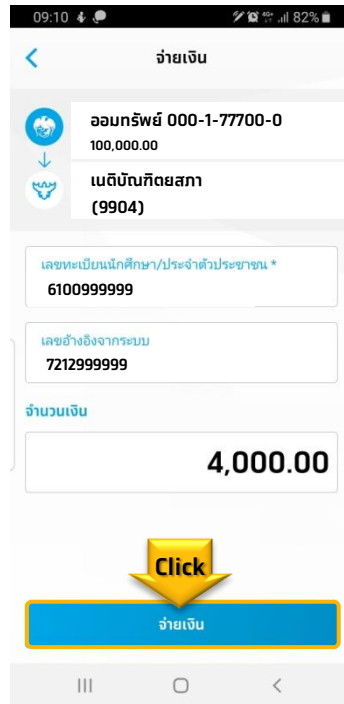 09:10 4G+ 82%
จ่ายเงิน
ออมทรัพย์ 000-1-77700-0
100,000.00
เนติบัณฑิตยสภา
(9904)
เลขทะเบียนนักศึกษา/ประจำตัวประชาชน *
6100999999
เลขอ้างอิงจากระบบ
7212999999
จำนวนเงิน
4,000.00
Click
จ่ายเงิน